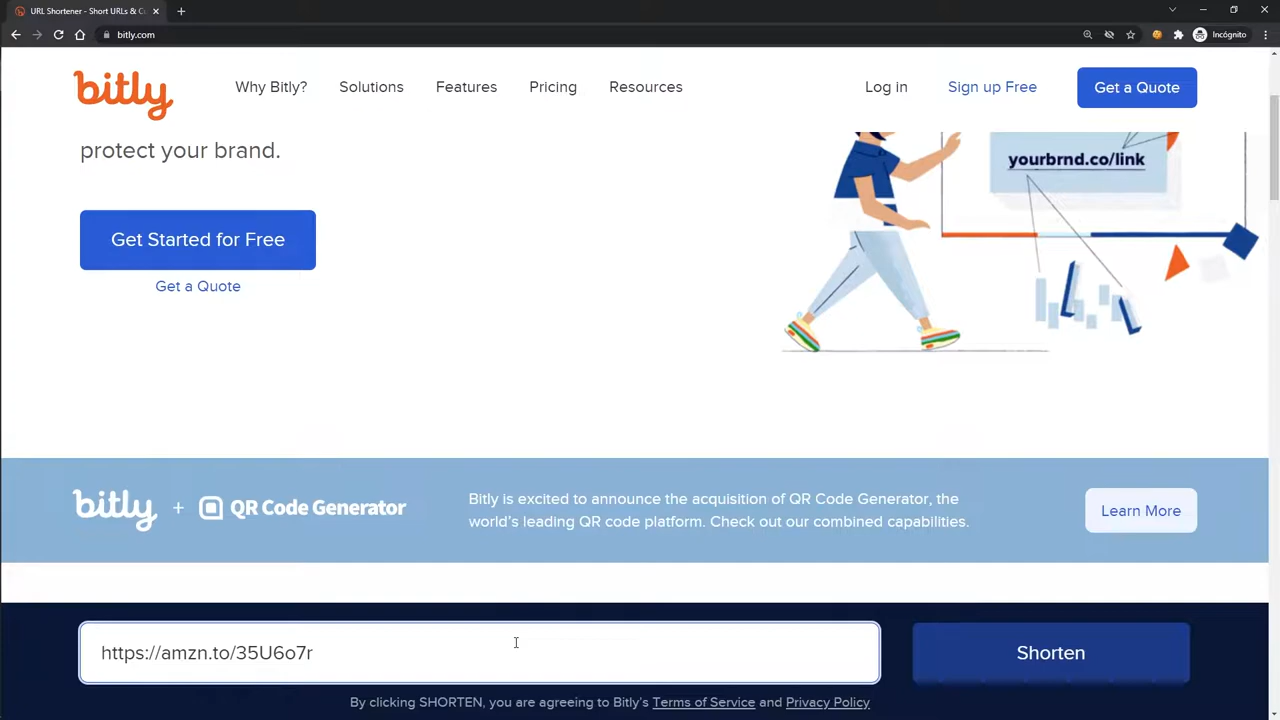 URL Shortener - Short URLs & C
bitly.com
Incógnito
bitly
Why Bitly?
Solutions
Features
Pricing
Resources
Log in
Sign up Free
Get a Quote
protect your brand.
yourbrnd.co/link
Get Started for Free
Get a Quote
bitly + QR Code Generator
Bitly is excited to announce the acquisition of QR Code Generator, the
world's leading QR code platform. Check out our combined capabilities.
Learn More
https://amzn.to/35U6o7r
Shorten
By clicking SHORTEN, you are agreeing to Bitly's Terms of Service and Privacy Policy